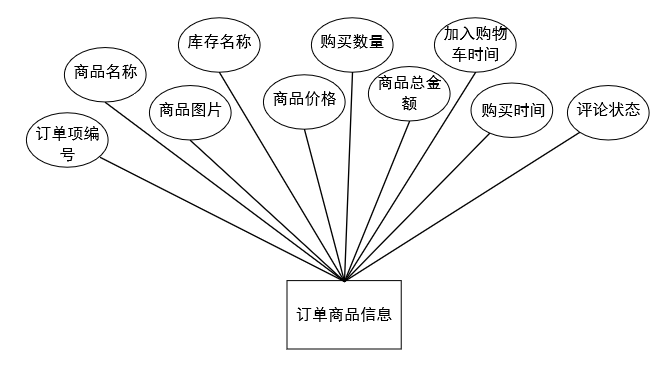 库存名称
购买数量
加入购物
车时间
商品名称
商品图片
商品价格
商品总金
额
购买时间
评论状态
订单项编
号
订单商品信息